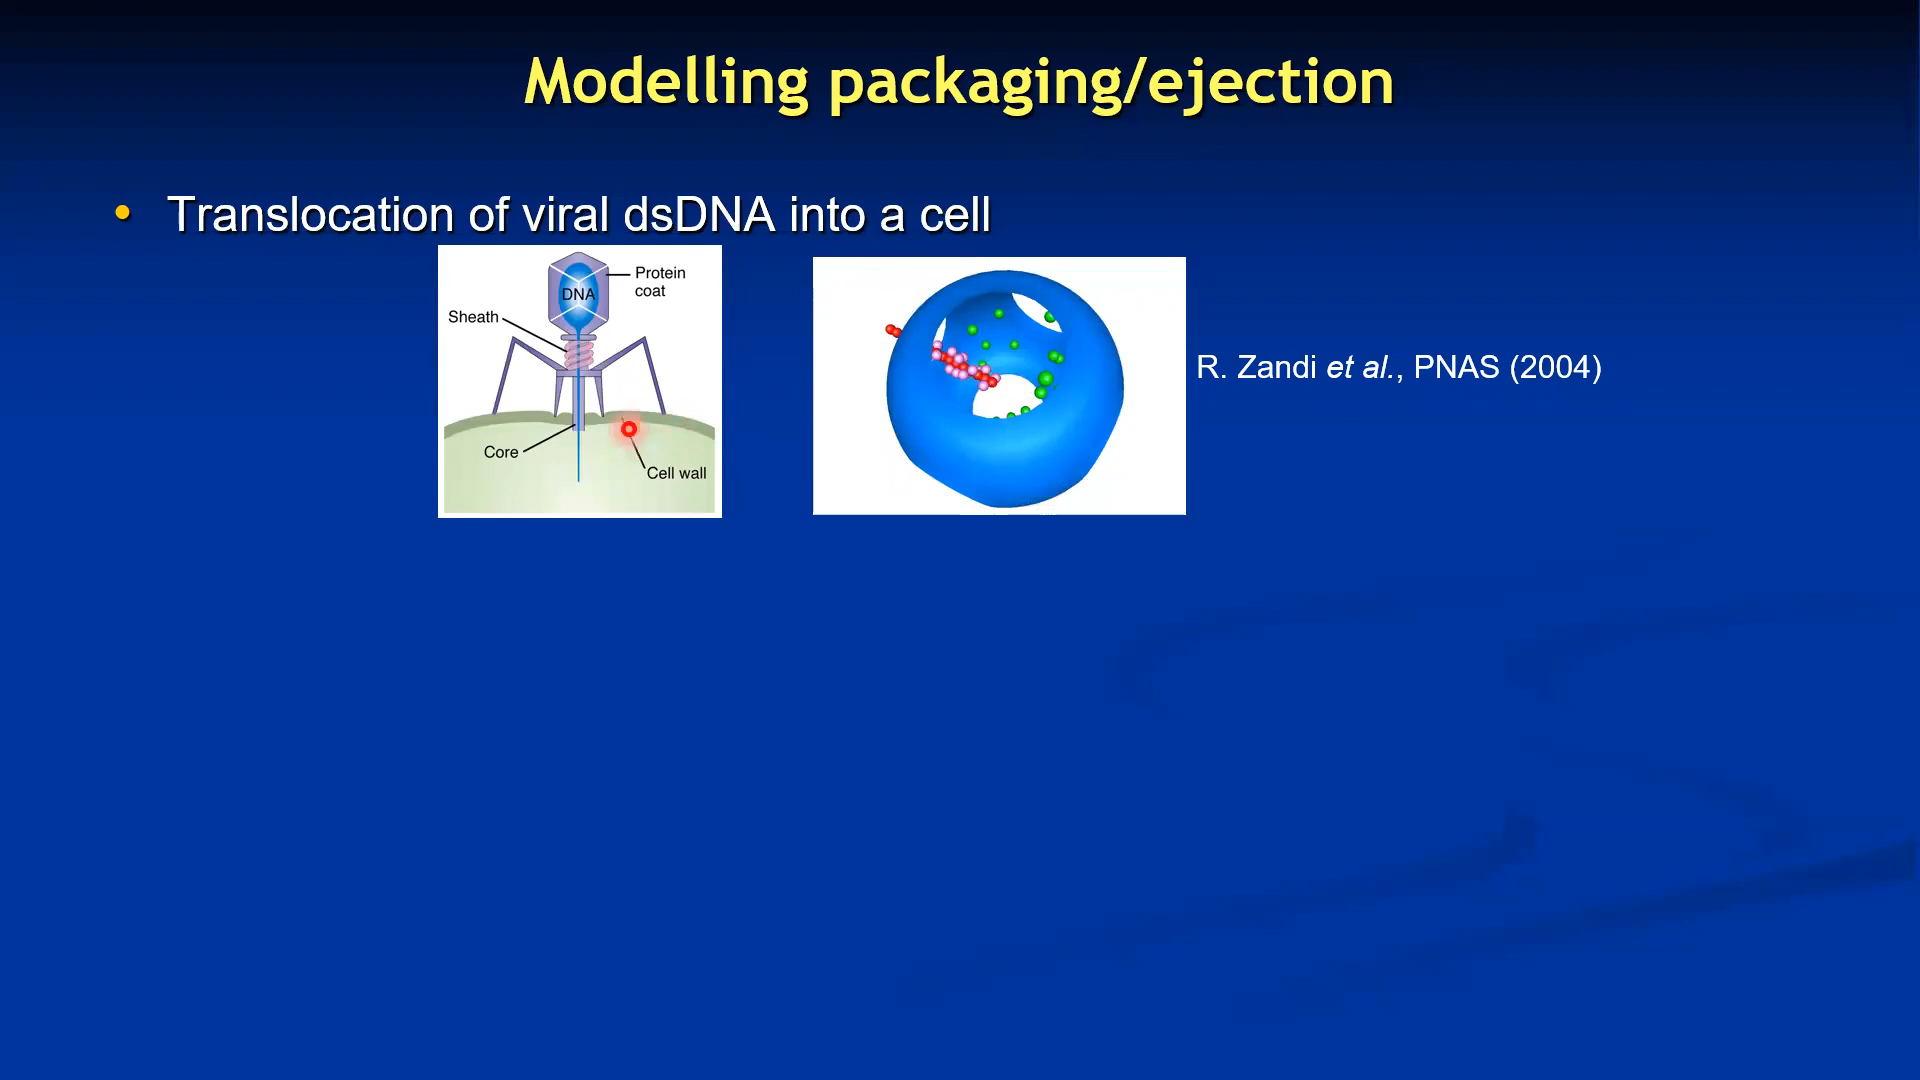 Modelling packaging/ejection
• Translocation of viral dsDNA into a cell
Protein
coat
DNA
Sheath
Core
Cell wall
R. Zandi et al., PNAS (2004)